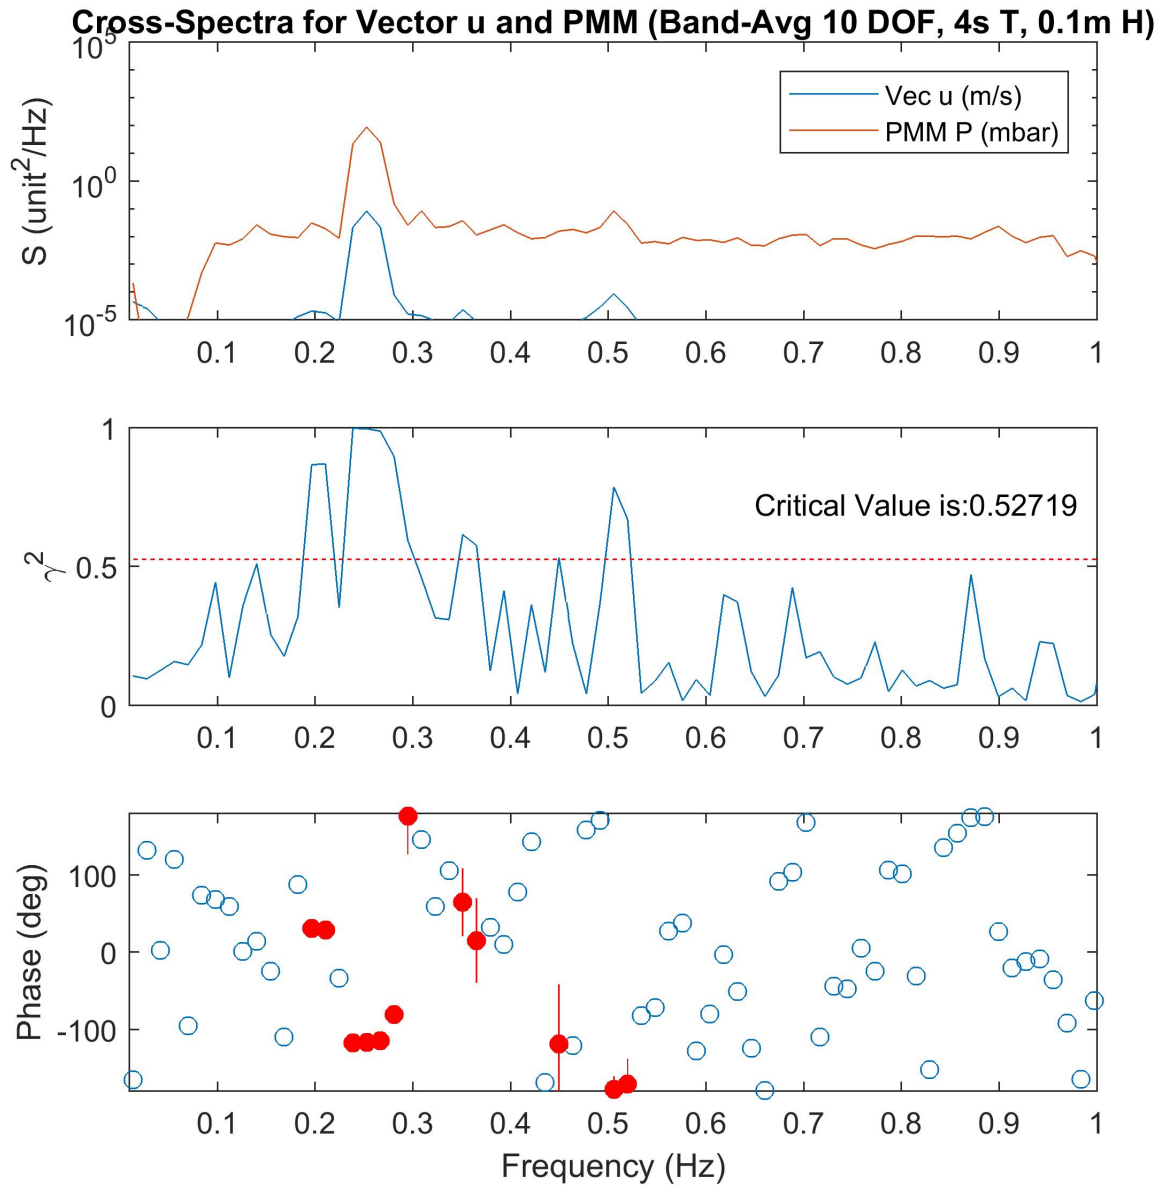 Cross-Spectra for Vector u and PMM (Band-Avg 10 DOF, 4s T, 0.1m H)
10^5
10^0
10^-5
S (unit^2/Hz)
Vec u (m/s)
PMM P (mbar)
0.1 0.2 0.3 0.4 0.5 0.6 0.7 0.8 0.9 1
1
0.5
0
γ^2
Critical Value is:0.52719
0.1 0.2 0.3 0.4 0.5 0.6 0.7 0.8 0.9 1
100
0
-100
Phase (deg)
0.1 0.2 0.3 0.4 0.5 0.6 0.7 0.8 0.9 1
Frequency (Hz)